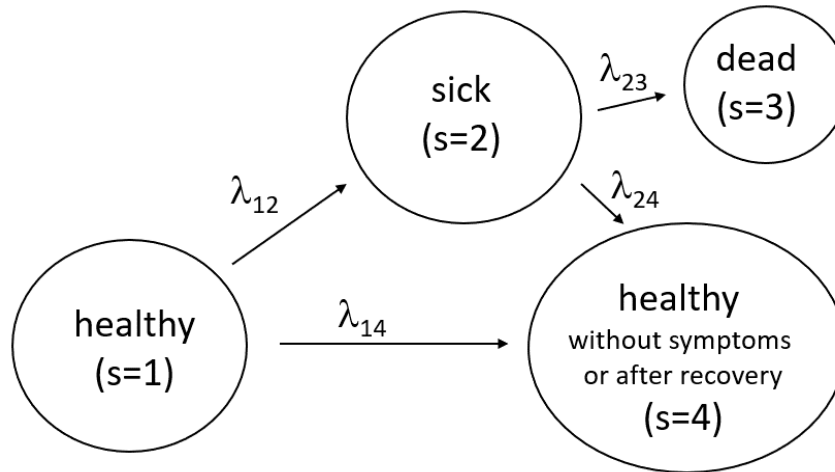 sick
(s=2)
λ23
dead
(s=3)
λ12
λ24
healthy
(s=1)
λ14
healthy
without symptoms
or after recovery
(s=4)